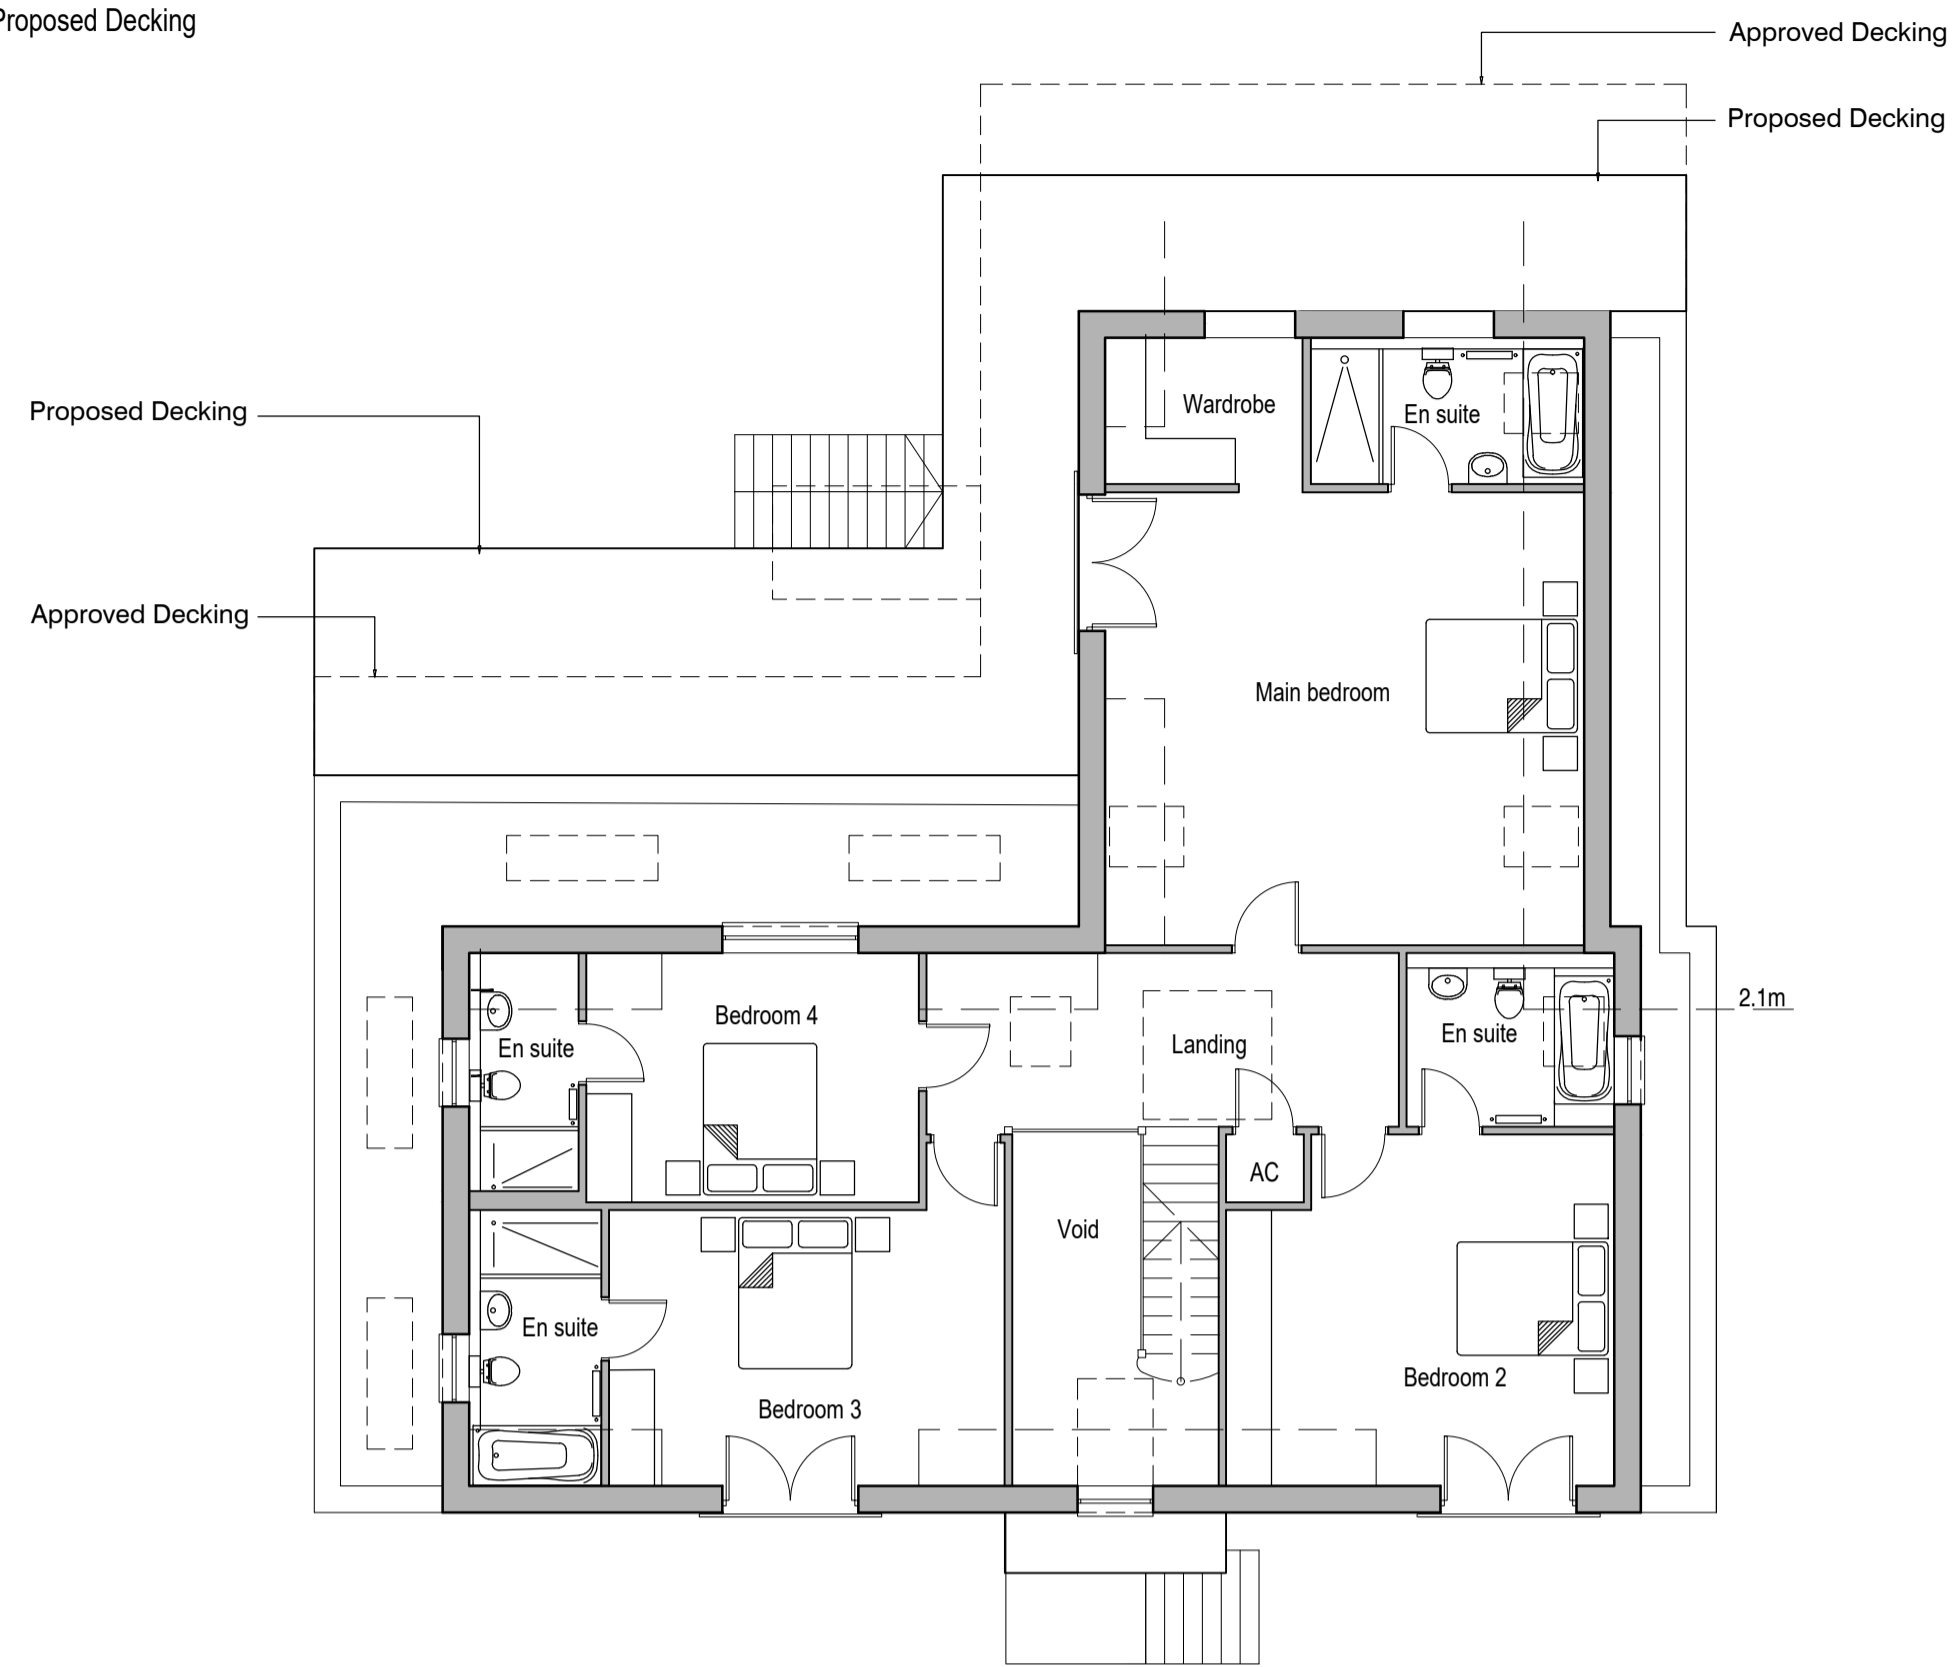 Proposed Decking
Approved Decking
Proposed Decking
Proposed Decking
Wardrobe
En suite
Approved Decking
Main bedroom
2.1m
Bedroom 4
En suite
Landing
En suite
AC
Void
En suite
Bedroom 2
Bedroom 3